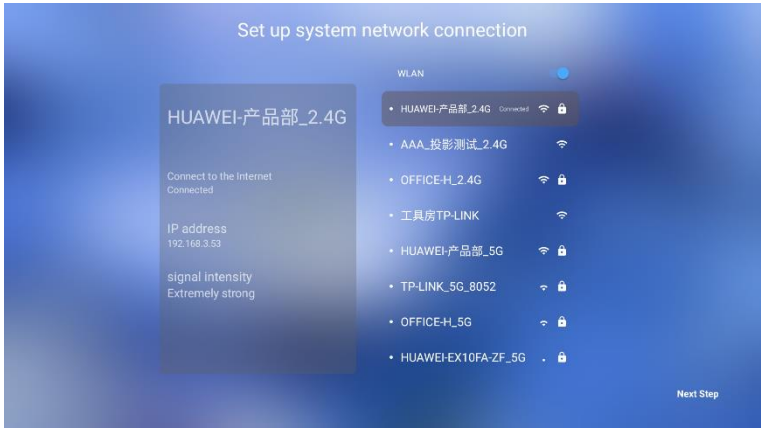 Set up system network connection
WLAN
HUAWEI-产品部_2.4G
Connect to the Internet
Connected
IP address
192.168.3.53
signal intensity
Extremely strong
HUAWEI-产品部_2.4G Connected
AAA_投影测试_2.4G
OFFICE-H_2.4G
工具房TP-LINK
HUAWEI-产品部_5G
TP-LINK_5G_8052
OFFICE-H_5G
HUAWEI-EX10FA-ZF_5G
Next Step